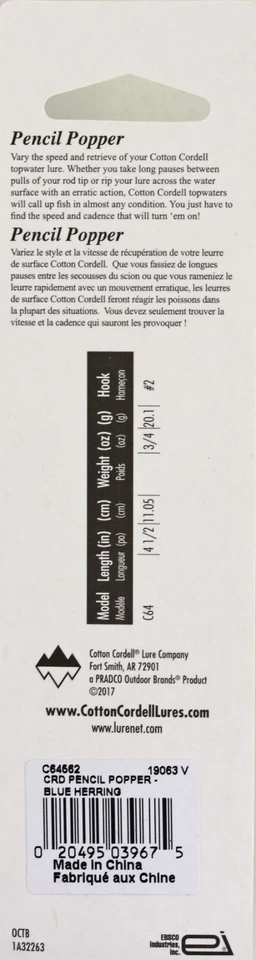 Pencil Popper
Vary the speed and retrieve of your Cotton Cordell
topwater lure. Whether you take long pauses between
pulls of your rod tip or rip your lure across the water
surface with an erratic action, Cotton Cordell topwaters
will call up fish in almost any condition. You just have to
find the speed and cadence that will turn ‘em on!
Pencil Popper
Variez le style et la vitesse de récupération de votre leurre
de surface Cotton Cordell. Que vous fassiez de longues
pauses entre les secousses du scion ou que vous rameniez le
leurre rapidement avec un mouvement erratique, les leurres
de surface Cotton Cordell feront réagir les poissons dans
la plupart des situations. Vous devez seulement trouver la
vitesse et la cadence qui sauront les provoquer !
Model Length (in) (cm) Weight (oz) (g) Hook
Modèle Longueur (po) (cm) Poids (oz) (g) Hameçon
C64 4 1/2 11.05 3/4 20.1 #2
Cotton Cordell® Lure Company
Fort Smith, AR 72901
a PRADCO Outdoor Brands® Product
©2017
www.CottonCordellLures.com
www.lurenet.com
C64562 19063 V
CRD PENCIL POPPER -
BLUE HERRING
0 20495 03967 5
Made in China
Fabriqué aux Chine
OCTB
1A32263
EBSCO
Industries,
Inc.
ei